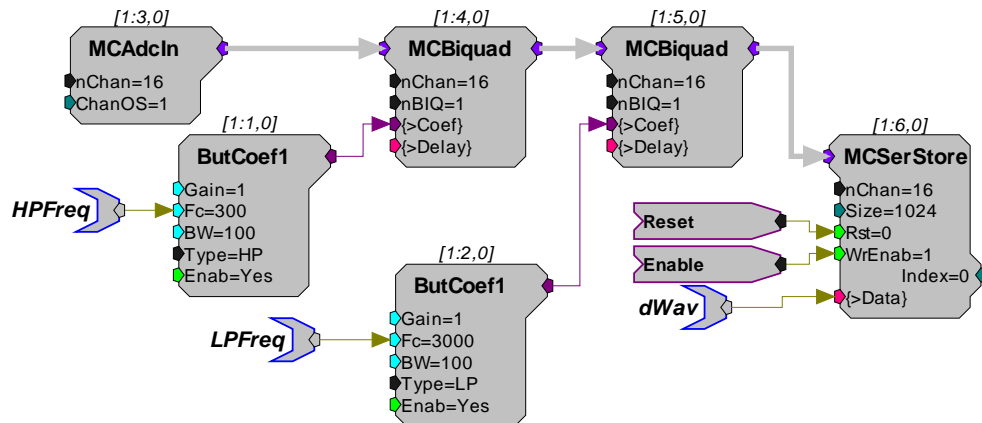 [1:3,0]
MCAdcIn
nChan=16
ChanOS=1
[1:4,0]
MCBiquad
nChan=16
nBIQ=1
{>Coef}
{>Delay}
[1:5,0]
MCBiquad
nChan=16
nBIQ=1
{>Coef}
{>Delay}
[1:1,0]
ButCoef1
Gain=1
Fc=300
BW=100
Type=HP
Enab=Yes
HPFreq
[1:6,0]
MCSerStore
nChan=16
Size=1024
Rst=0
WrEnab=1
Index=0
{>Data}
Reset
Enable
dWav
[1:2,0]
ButCoef1
Gain=1
Fc=3000
BW=100
Type=LP
Enab=Yes
LPFreq